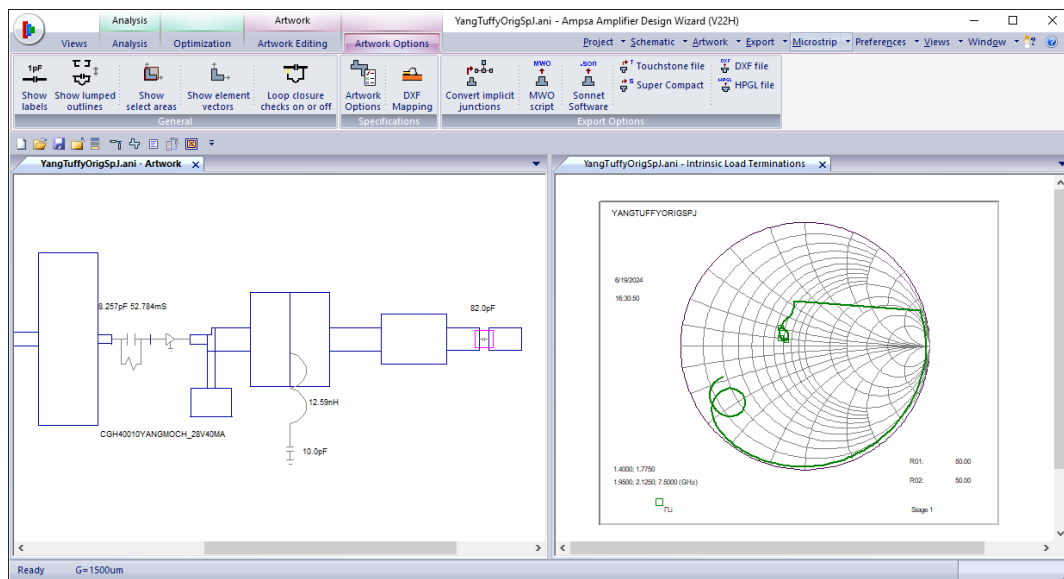 YangTuffyOrigSpJ.ani - Ampsa Amplifier Design Wizard (V22H)
Analysis
Artwork
Views
Analysis
Optimization
Artwork Editing
Artwork Options
Project
Schematic
Artwork
Export
Microstrip
Preferences
Views
Window
1pF
Show labels
Show lumped outlines
Show select areas
Show element vectors
Loop closure checks on or off
General
Artwork Options
DXF Mapping
Specifications
Convert implicit junctions
MWO
MWO script
.son
Sonnet Software
T
Touchstone file
S
Super Compact
DXF
DXF file
HPGL
HPGL file
Export Options
YangTuffyOrigSpJ.ani - Artwork
YangTuffyOrigSpJ.ani - Intrinsic Load Terminations
8.257pF 52.784mS
82.0pF
12.59nH
CGH40010YANGMOCH_28V40MA
10.0pF
YANGTUFFYORIGSPJ
6/19/2024
16:30:50
1.4000; 1.7750
1.9500; 2.1250; 7.5000 (GHz)
ΓLi
R01: 50.00
R02: 50.00
Stage 1
Ready
G=1500um